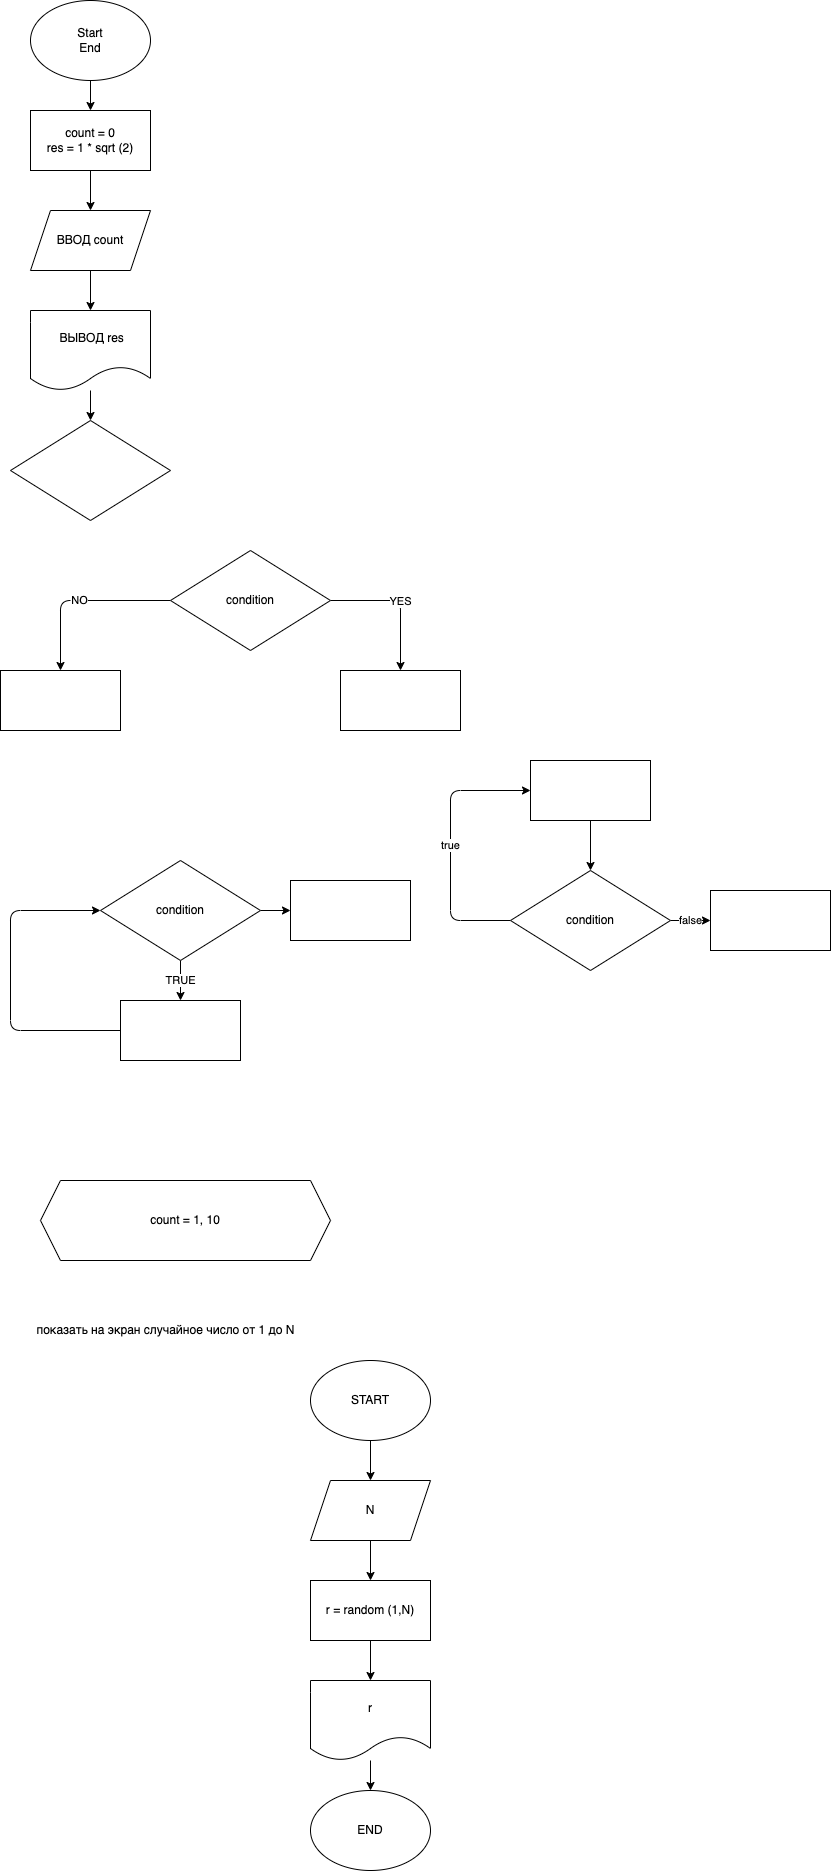 Start
End
count = 0
res = 1 * sqrt (2)
ВВОД count
ВЫВОД res
condition
NO
YES
true
condition
false
condition
TRUE
count = 1, 10
показать на экран случайное число от 1 до N
START
N
r = random (1,N)
r
END